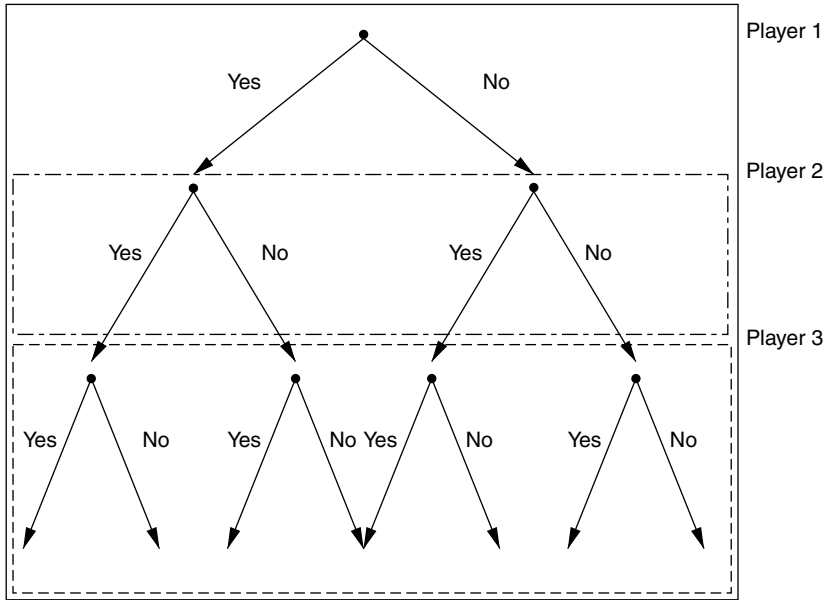 Player 1
Yes No
Player 2
Yes No Yes No
Player 3
Yes No Yes No Yes No Yes No